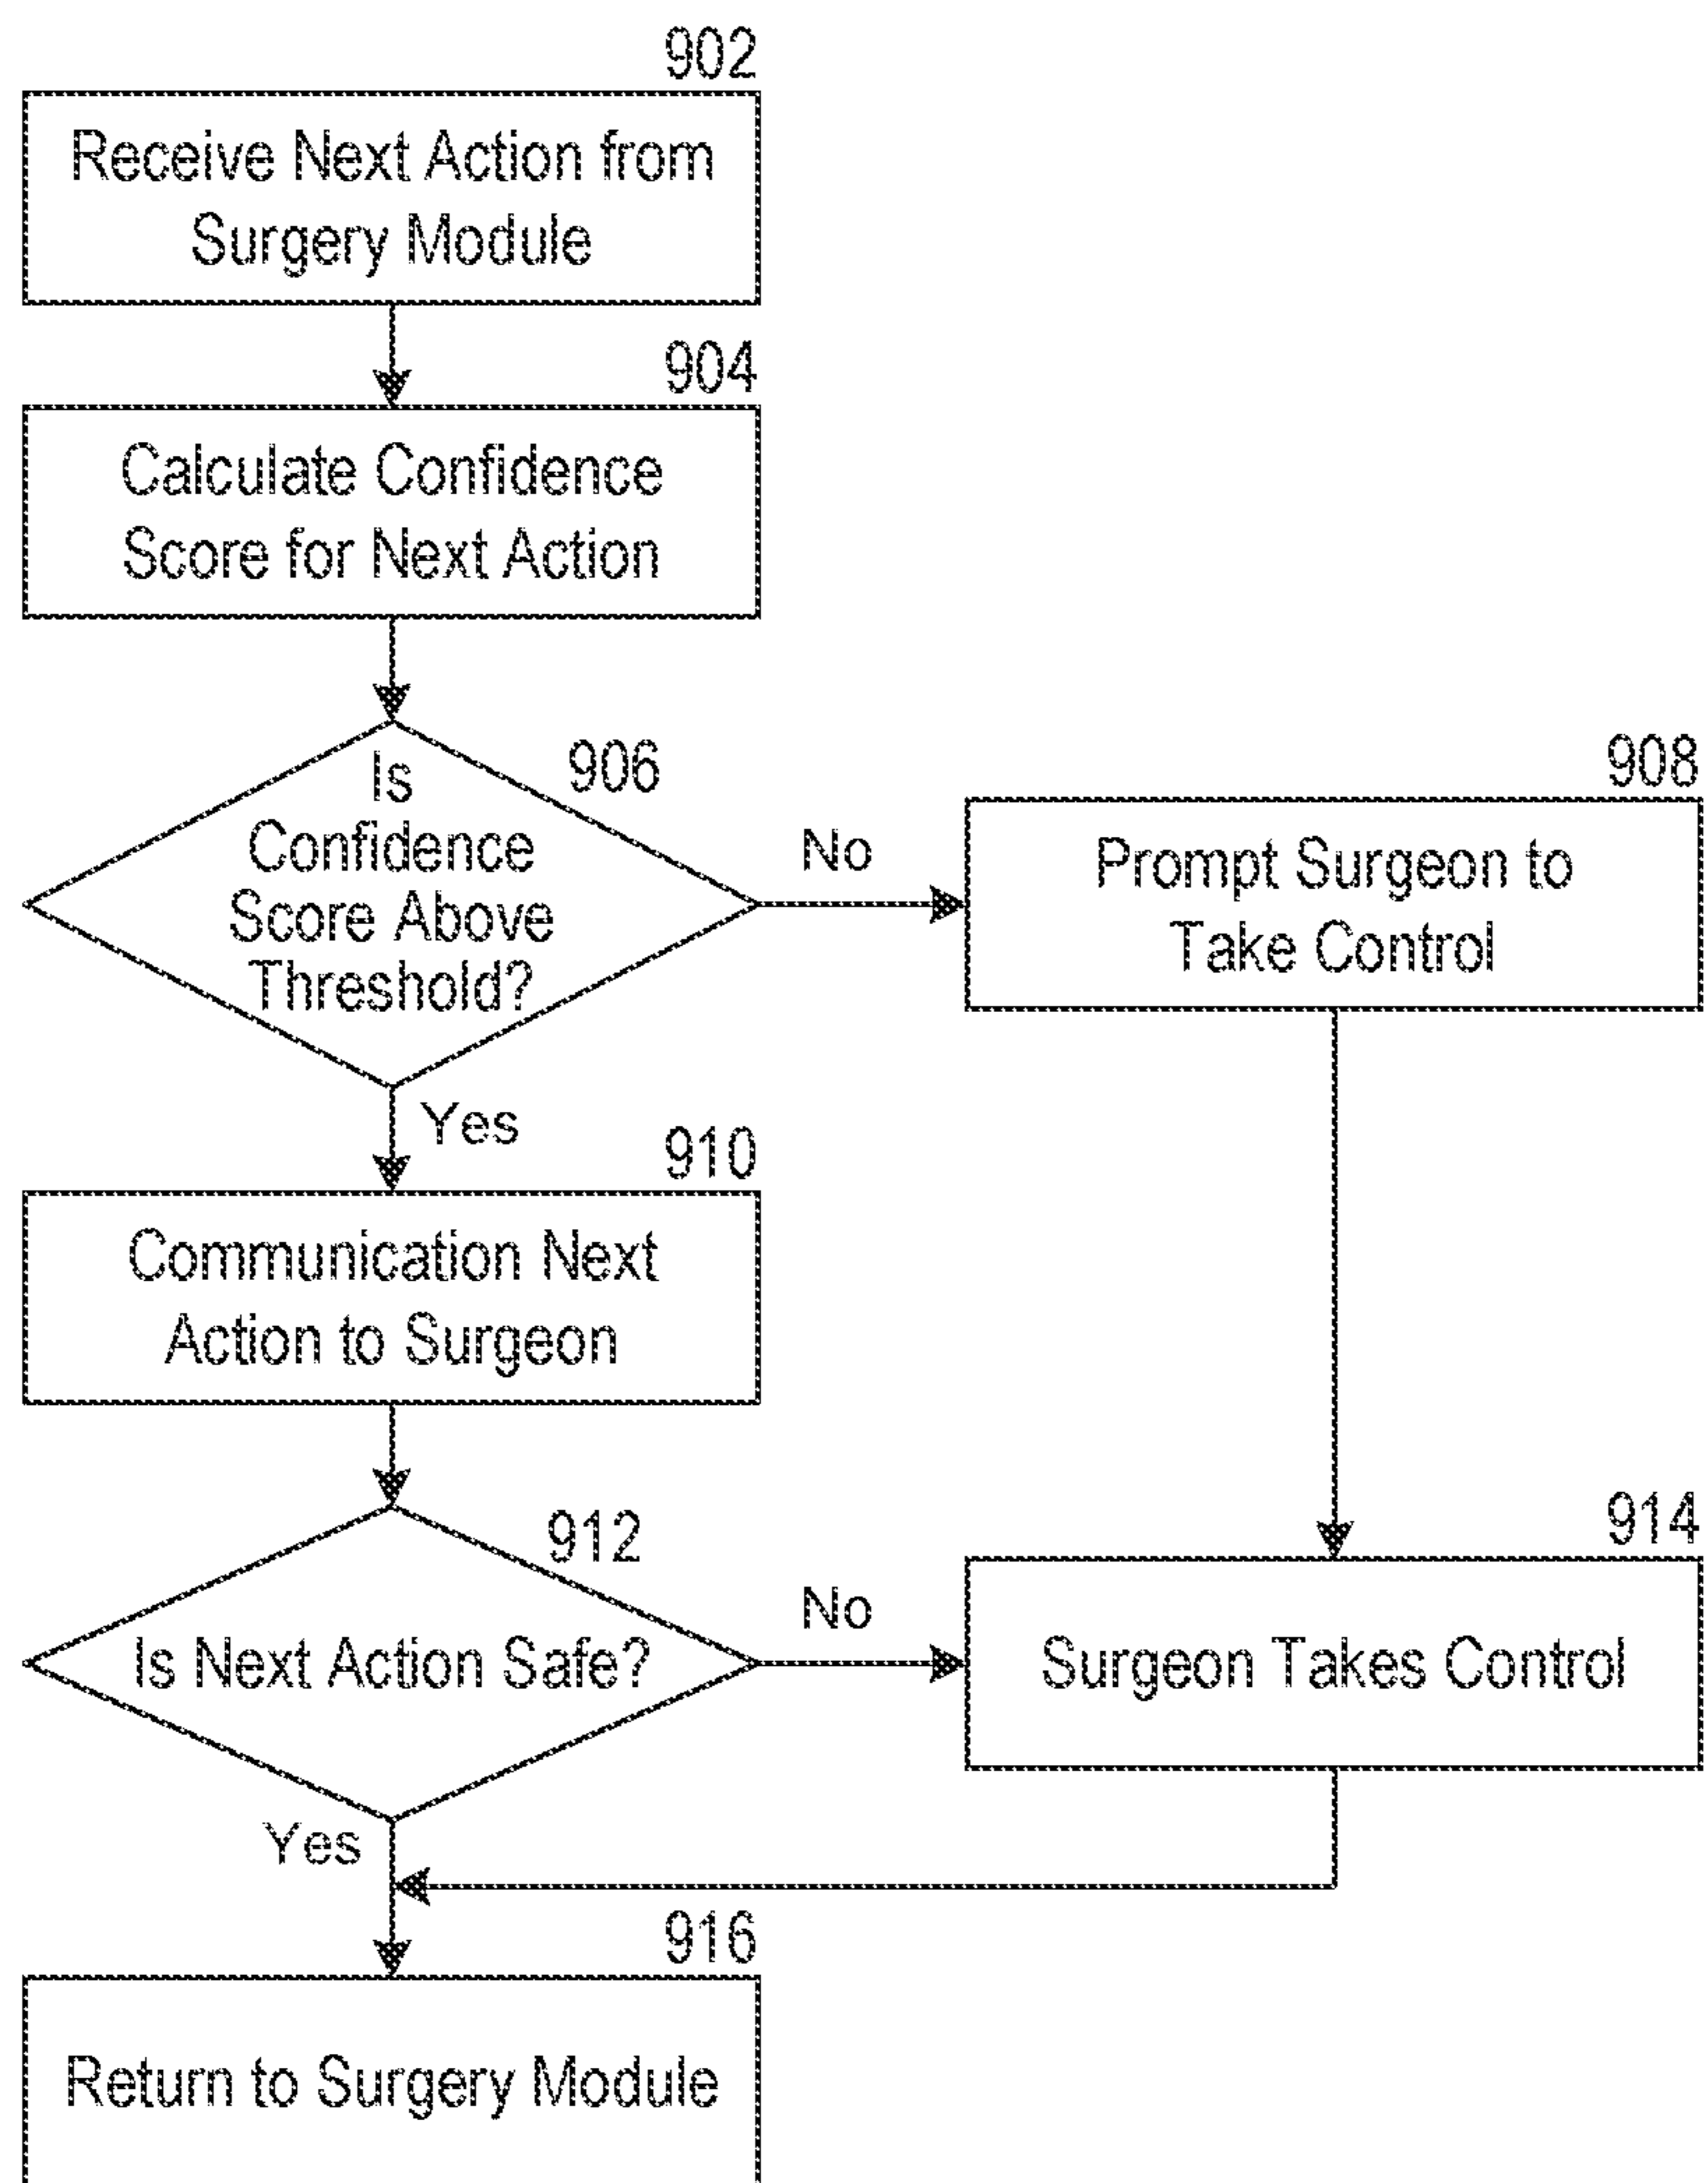 902
Receive Next Action from
Surgery Module
904
Calculate Confidence
Score for Next Action
906
Is
Confidence
Score Above
Threshold?
No
908
Prompt Surgeon to
Take Control
Yes
910
Communication Next
Action to Surgeon
912
Is Next Action Safe?
No
914
Surgeon Takes Control
Yes
916
Return to Surgery Module